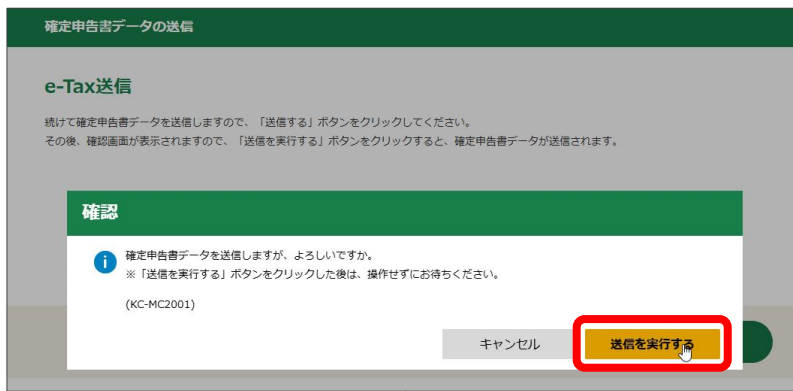 確定申告書データの送信
e-Tax送信
続けて確定申告書データを送信しますので、「送信する」ボタンをクリックしてください。
その後、確認画面が表示されますので、「送信を実行する」ボタンをクリックすると、確定申告書データが送信されます。
確認
確定申告書データを送信しますが、よろしいですか。
※「送信を実行する」ボタンをクリックした後は、操作せずにお待ちください。
(KC-MC2001)
キャンセル
送信を実行する